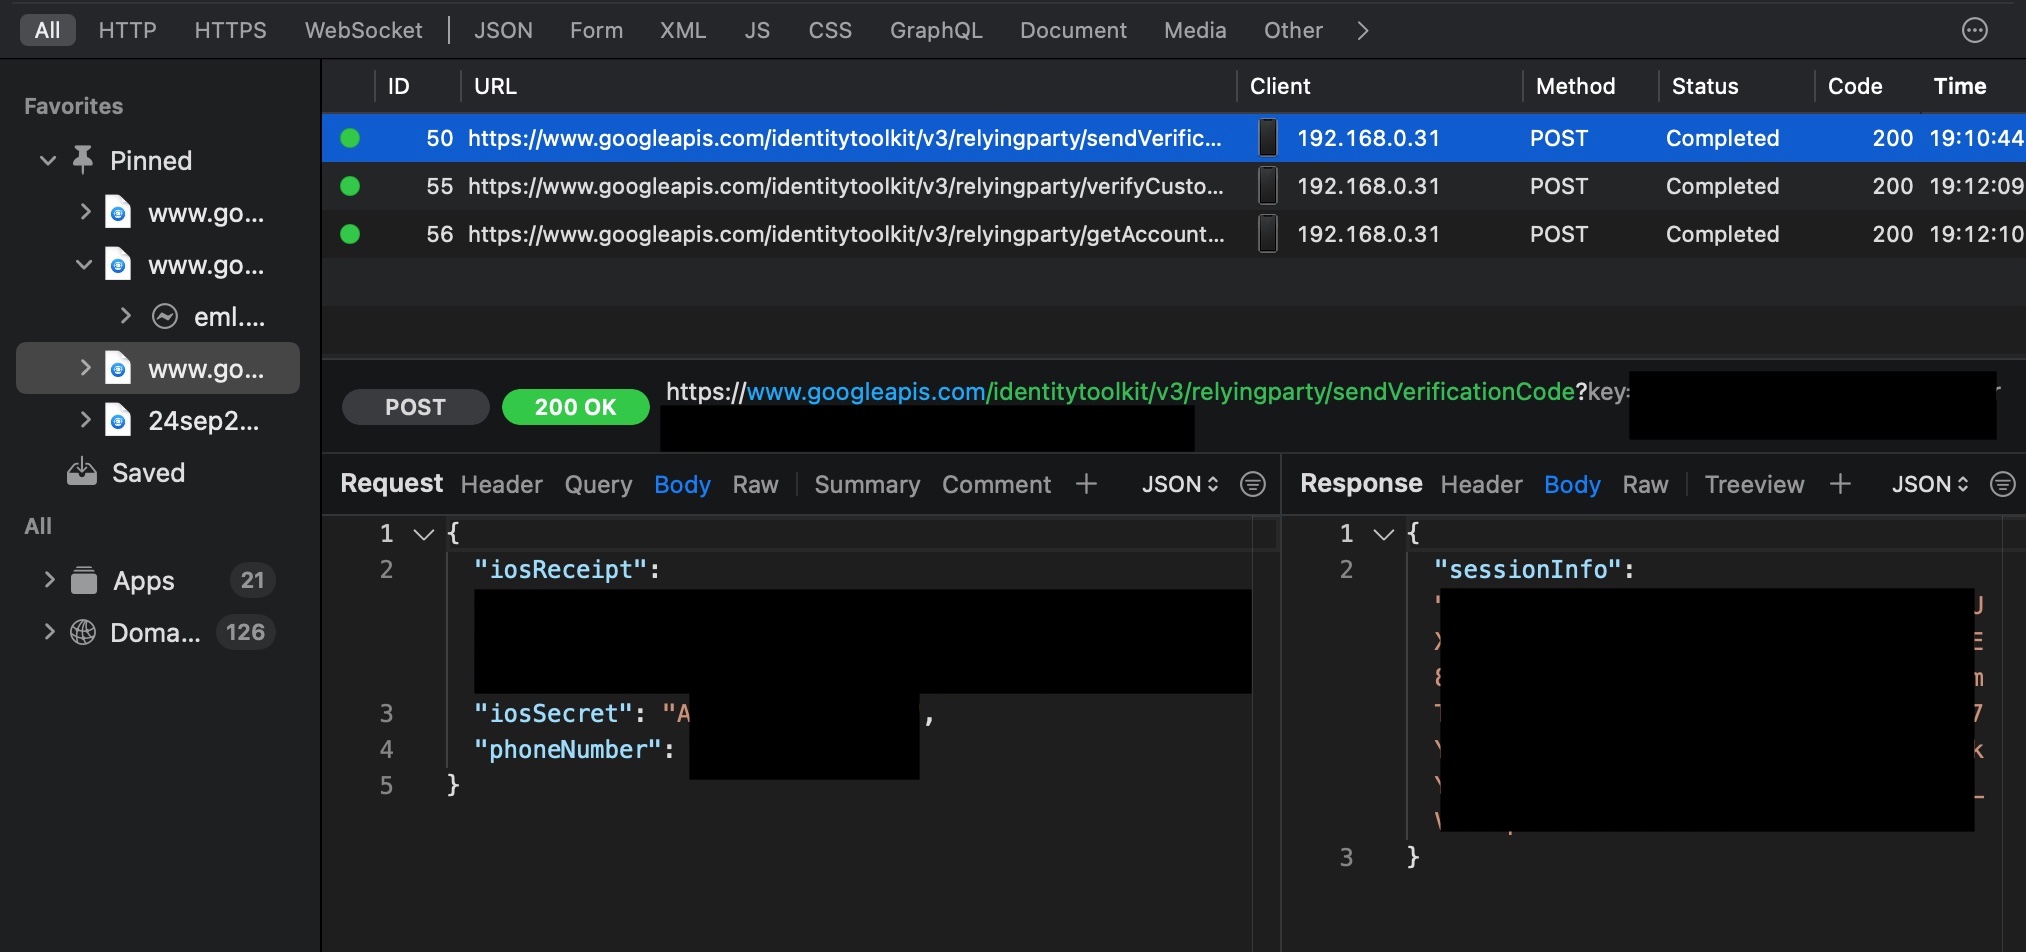 All HTTP HTTPS WebSocket JSON Form XML JS CSS GraphQL Document Media Other
Favorites
Pinned
www.go...
www.go...
eml....
www.go...
24sep2...
Saved
All
Apps 21
Doma... 126
ID URL Client Method Status Code Time
50 https://www.googleapis.com/identitytoolkit/v3/relyingparty/sendVerific... 192.168.0.31 POST Completed 200 19:10:44
55 https://www.googleapis.com/identitytoolkit/v3/relyingparty/verifyCusto... 192.168.0.31 POST Completed 200 19:12:09
56 https://www.googleapis.com/identitytoolkit/v3/relyingparty/getAccount... 192.168.0.31 POST Completed 200 19:12:10
POST 200 OK https://www.googleapis.com/identitytoolkit/v3/relyingparty/sendVerificationCode?key=
Request Header Query Body Raw Summary Comment + JSON
1 {
2 "iosReceipt":
3 "iosSecret": "A ,
4 "phoneNumber":
5 }
Response Header Body Raw Treeview + JSON
1 {
2 "sessionInfo":
J
E
m
7
k
3 }